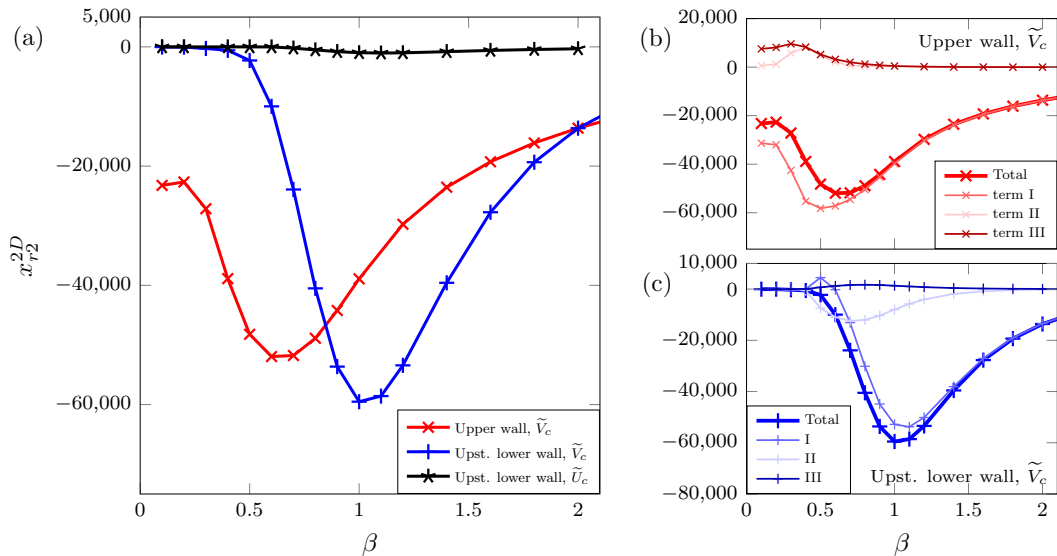 (a)
5,000
0
−20,000
−40,000
−60,000
x_{r2}^{2D}
0
0.5
1
1.5
2
β
Upper wall, Ṽ_c
Upst. lower wall, Ṽ_c
Upst. lower wall, Ũ_c
(b)
20,000
0
−20,000
−40,000
−60,000
Upper wall, Ṽ_c
Total
term I
term II
term III
(c)
10,000
0
−20,000
−40,000
−60,000
−80,000
0
0.5
1
1.5
2
β
Total
I
II
III
Upst. lower wall, Ṽ_c